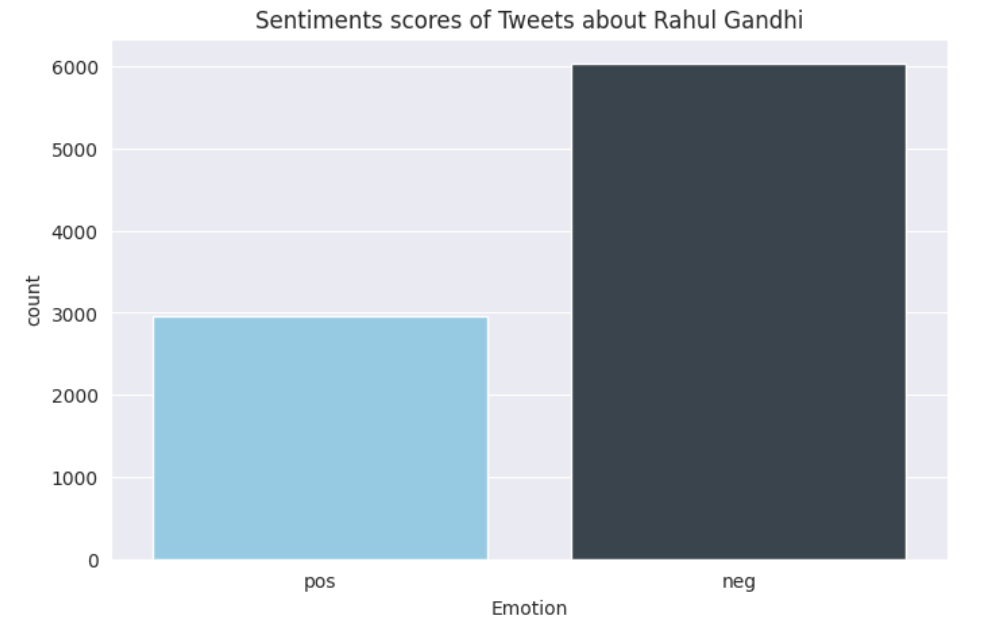 Sentiments scores of Tweets about Rahul Gandhi
6000
5000
4000
3000
2000
1000
0
count
pos
neg
Emotion